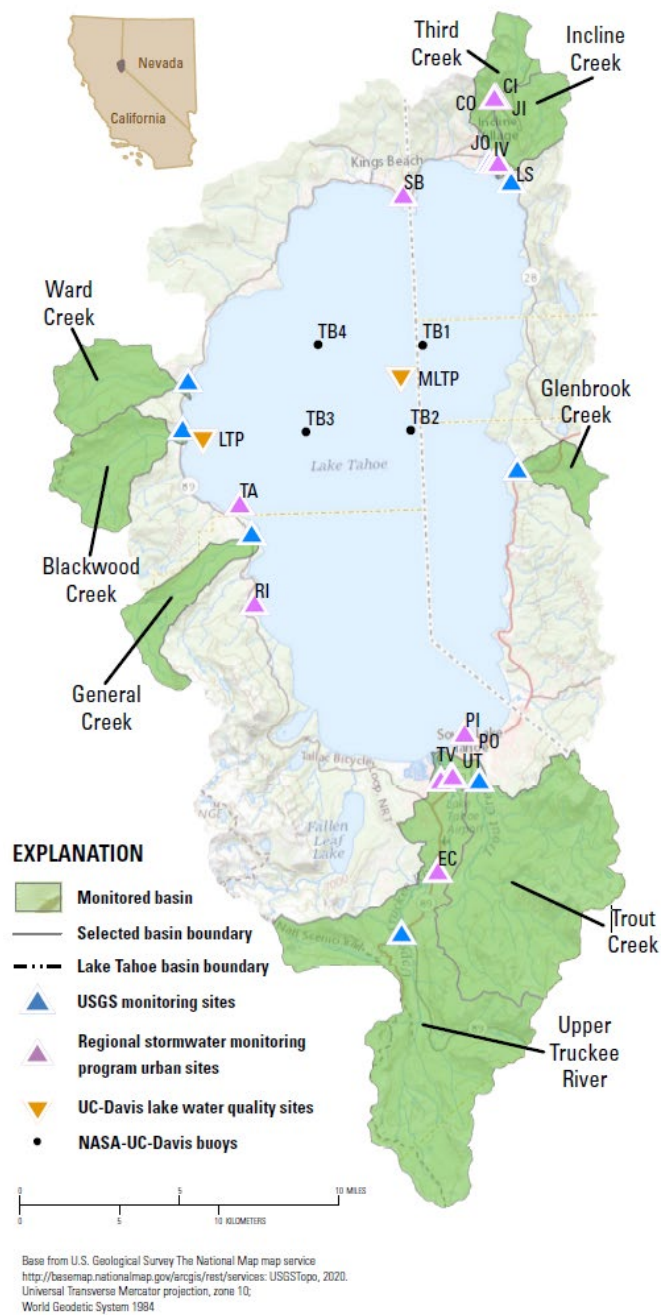 Nevada
California
Third
Creek
Incline
Creek
CO
CI
JI
Incline
Village
JO
IV
LS
Kings Beach
SB
28
Ward
Creek
TB4
TB1
MLTP
Glenbrook
Creek
LTP
TB3
TB2
Lake Tahoe
89
TA
Blackwood
Creek
RI
General
Creek
PI
PO
TV
UT
Fallen
Leaf
Lake
EC
Trout
Creek
Upper
Truckee
River
EXPLANATION
Monitored basin
Selected basin boundary
Lake Tahoe basin boundary
USGS monitoring sites
Regional stormwater monitoring
program urban sites
UC-Davis lake water quality sites
NASA-UC-Davis buoys
0 5 10 MILES
0 5 10 KILOMETERS
Base from U.S. Geological Survey The National Map map service
http://basemap.nationalmap.gov/arcgis/rest/services: USGSTopo, 2020.
Universal Transverse Mercator projection, zone 10;
World Geodetic System 1984